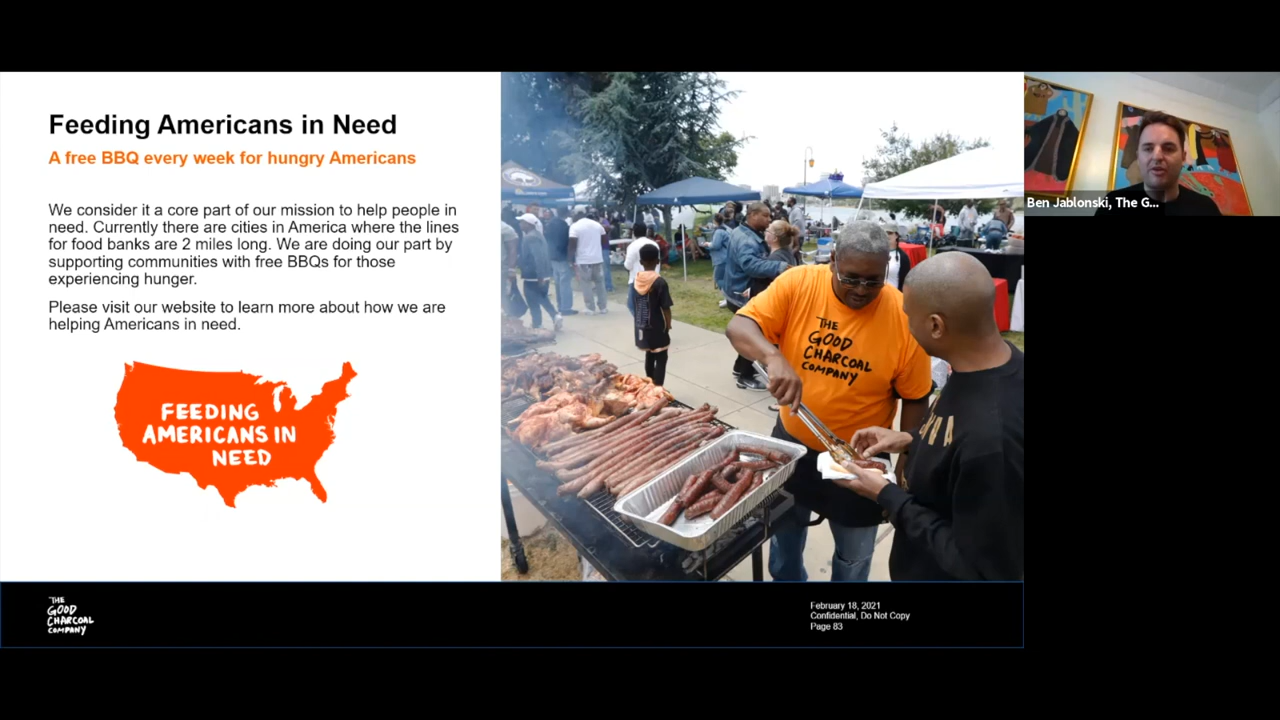 Feeding Americans in Need
A free BBQ every week for hungry Americans
We consider it a core part of our mission to help people in
need. Currently there are cities in America where the lines
for food banks are 2 miles long. We are doing our part by
supporting communities with free BBQs for those
experiencing hunger.
Please visit our website to learn more about how we are
helping Americans in need.
FEEDING
AMERICANS IN
NEED
THE
GOOD
CHARCOAL
COMPANY
Ben Jablonski, The G...
THE
GOOD
CHARCOAL
COMPANY
February 18, 2021
Confidential, Do Not Copy
Page 83